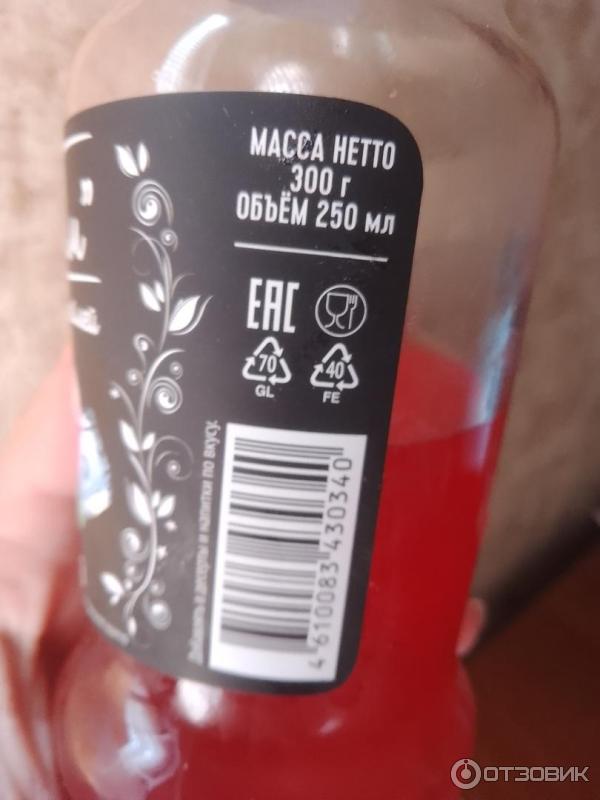 МАССА НЕТТО
300 г
ОБЪЁМ 250 мл
EAC
70
GL
40
FE
Добавлять в десерты и напитки по вкусу.
4 610083 430340
ОТЗОВИК